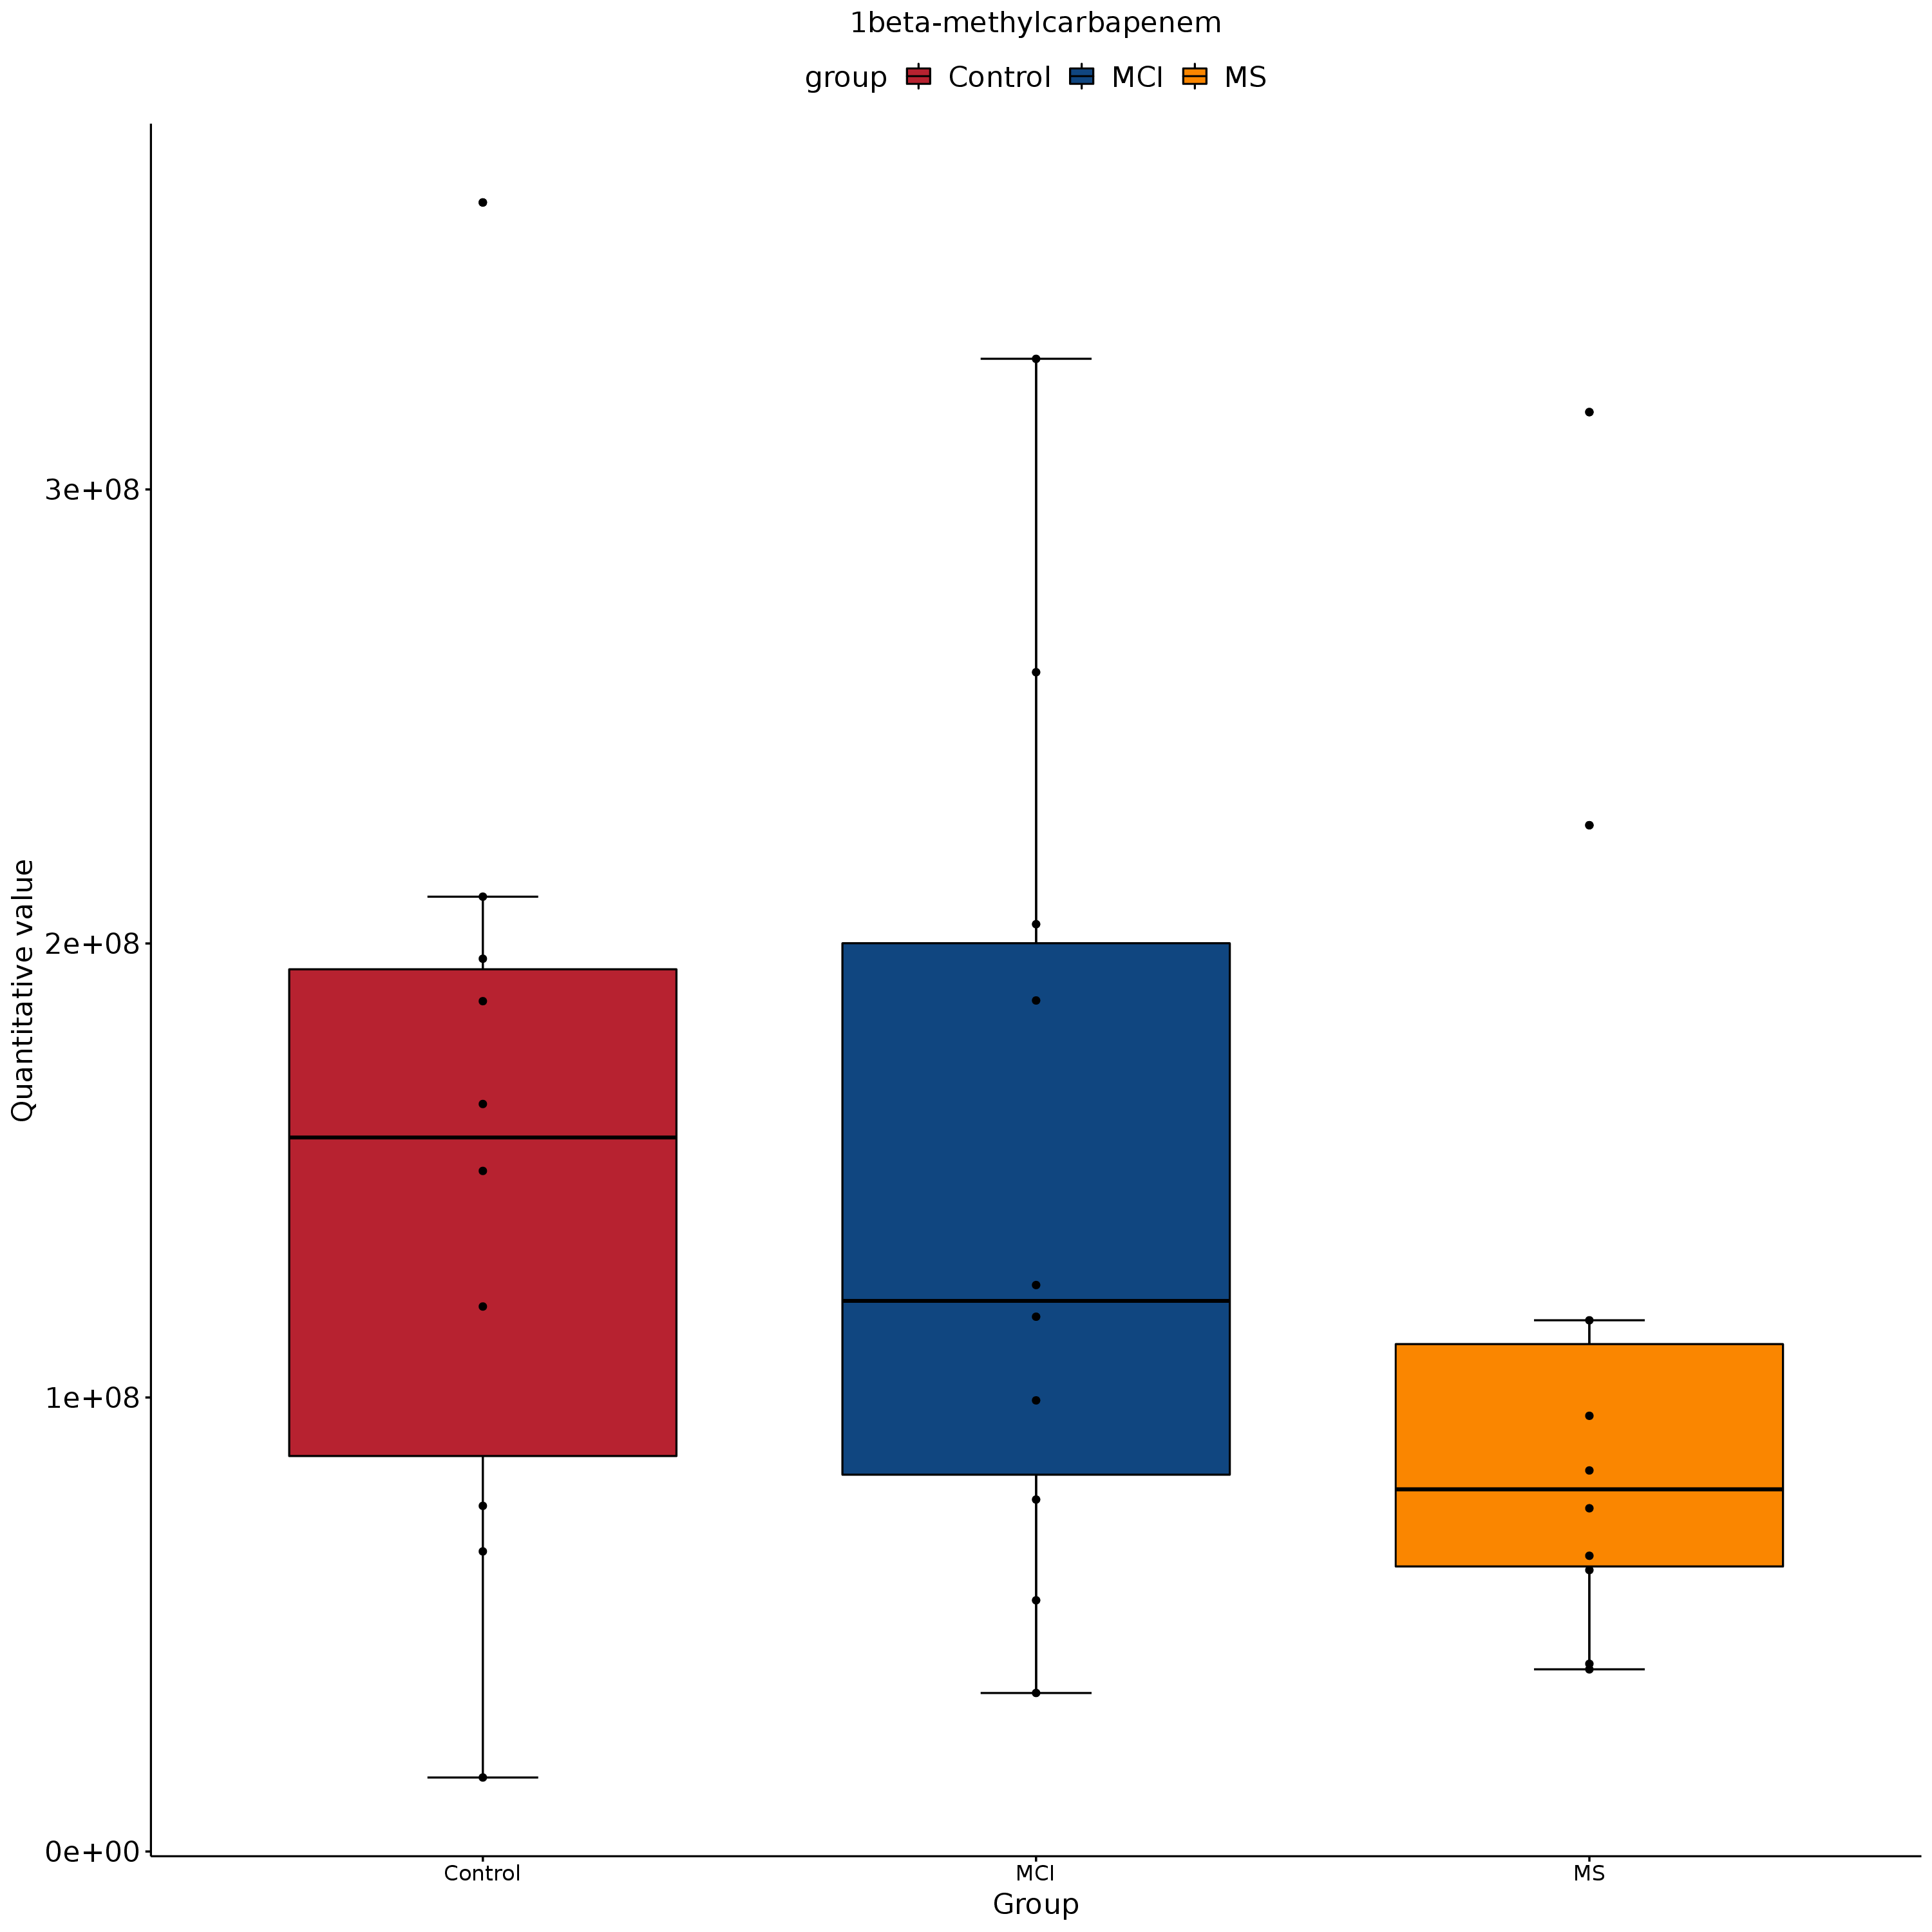 1beta-methylcarbapenem
group Control MCI MS
Quantitative value
3e+08
2e+08
1e+08
0e+00
Control MCI MS
Group